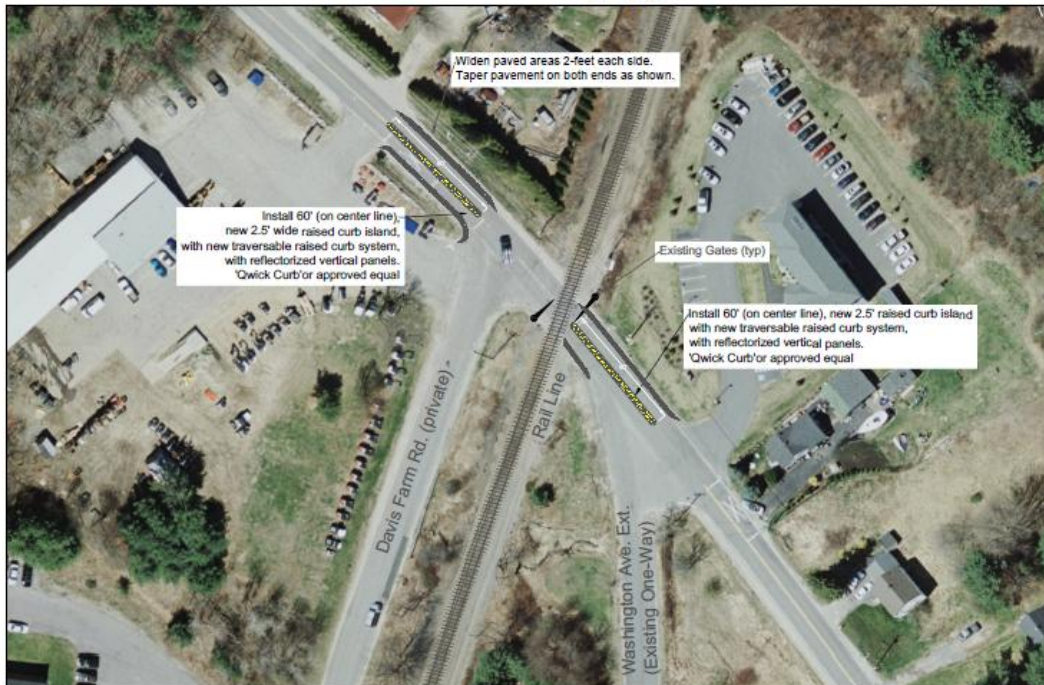 Widen paved areas 2-feet each side.
Taper pavement on both ends as shown.
Install 60' (on center line),
new 2.5' wide raised curb island,
with new traversable raised curb system,
with reflectorized vertical panels.
'Qwick Curb'or approved equal
Existing Gates (typ)
Install 60' (on center line), new 2.5' raised curb island
with new traversable raised curb system,
with reflectorized vertical panels.
'Qwick Curb'or approved equal
Davis Farm Rd. (private)
Rail Line
Washington Ave. Ext.
(Existing One-Way)